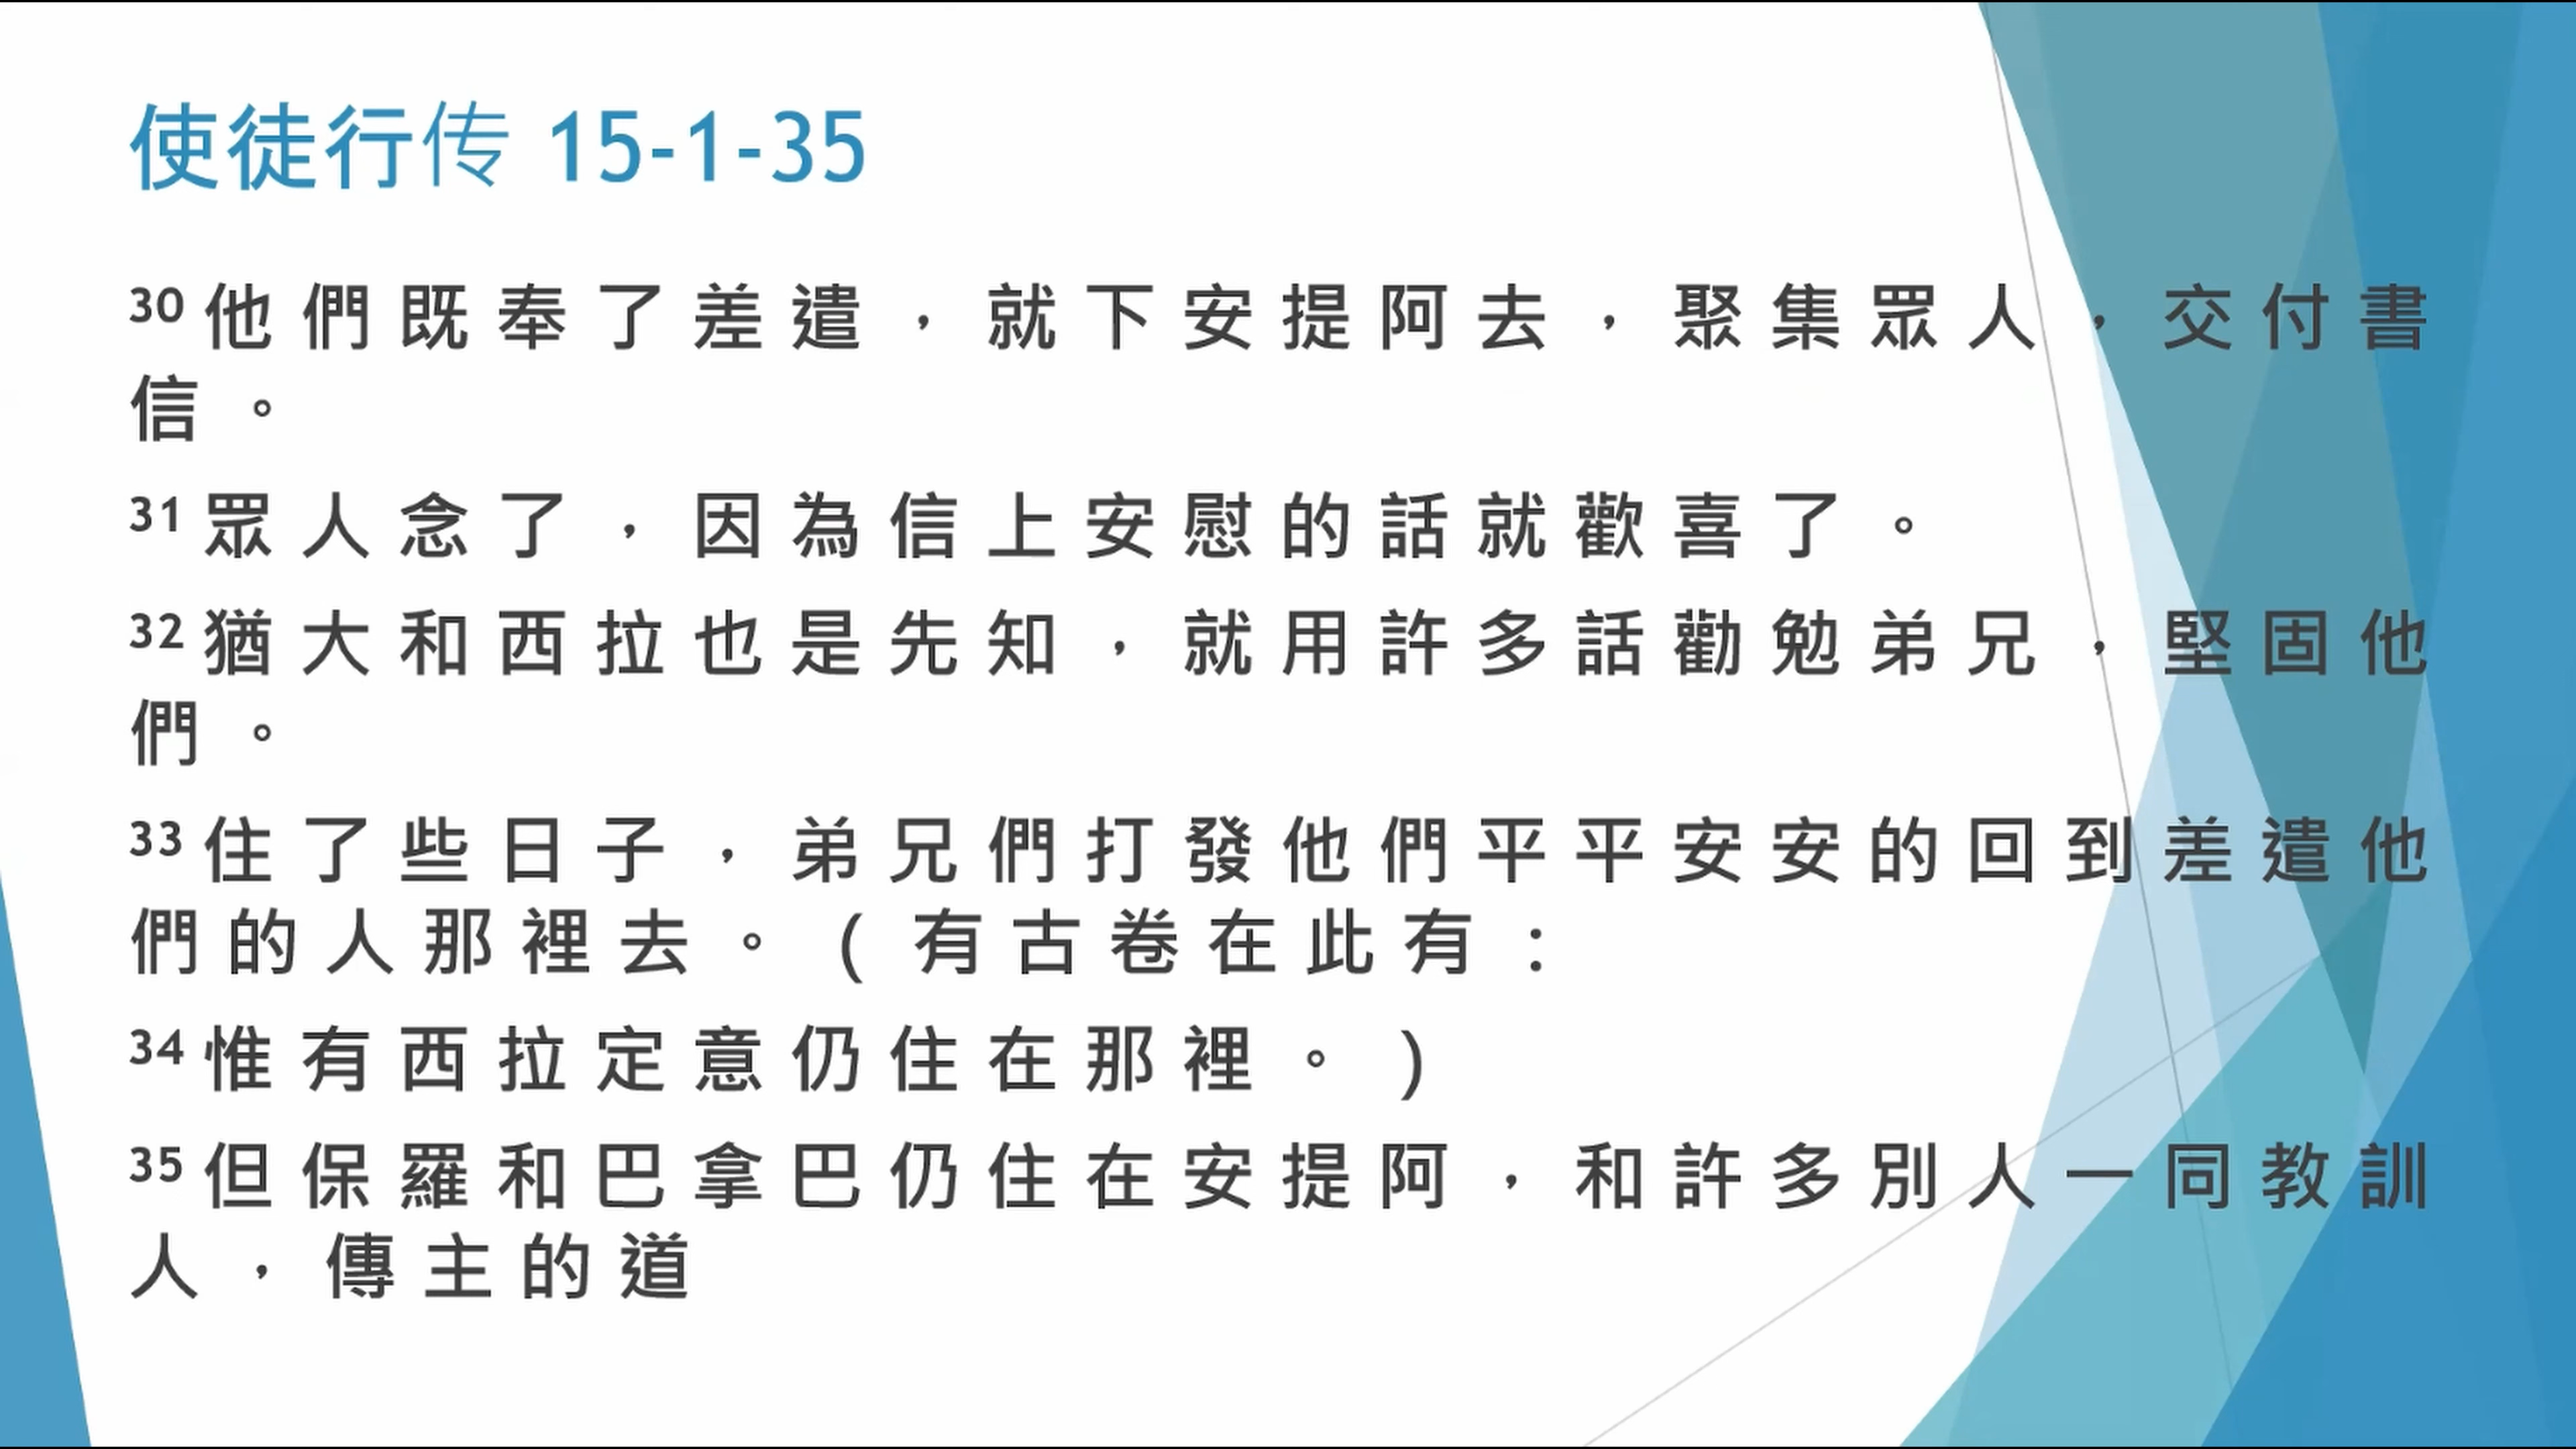 使徒行传 15-1-35
30 他們既奉了差遣，就下安提阿去，聚集眾人，交付書
信。
31 眾人念了，因為信上安慰的話就歡喜了。
32 猶大和西拉也是先知，就用許多話勸勉弟兄，堅固他
們。
33 住了些日子，弟兄們打發他們平平安安的回到差遣他
們的人那裡去。(有古卷在此有：
34 惟有西拉定意仍住在那裡。)
35 但保羅和巴拿巴仍住在安提阿，和許多別人一同教訓
人，傳主的道